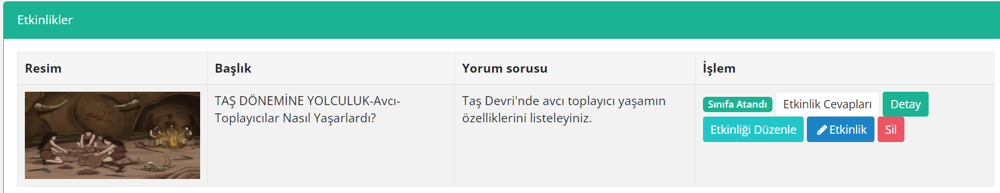 Etkinlikler
Resim
Başlık
Yorum sorusu
İşlem
TAŞ DÖNEMİNE YOLCULUK-Avcı-
Toplayıcılar Nasıl Yaşarlardı?
Taş Devri'nde avcı toplayıcı yaşamın
özelliklerini listeleyiniz.
Sınıfa Atandı Etkinlik Cevapları Detay
Etkinliği Düzenle Etkinlik Sil